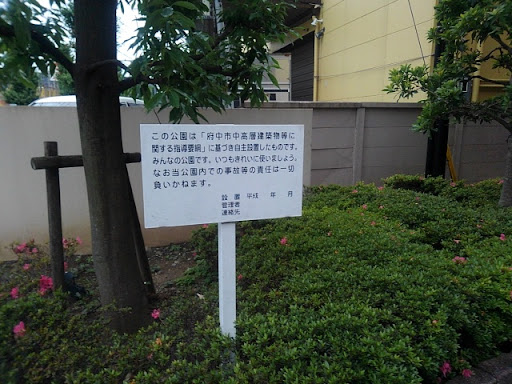 この公園は「府中市中高層建築物等に
関する指導要綱」に基づき自主設置したものです。
みんなの公園です。いつもきれいに使いましょう。
なお当公園内での事故等の責任は一切
負いかねます。
設置 平成 年 月
管理者
連絡先